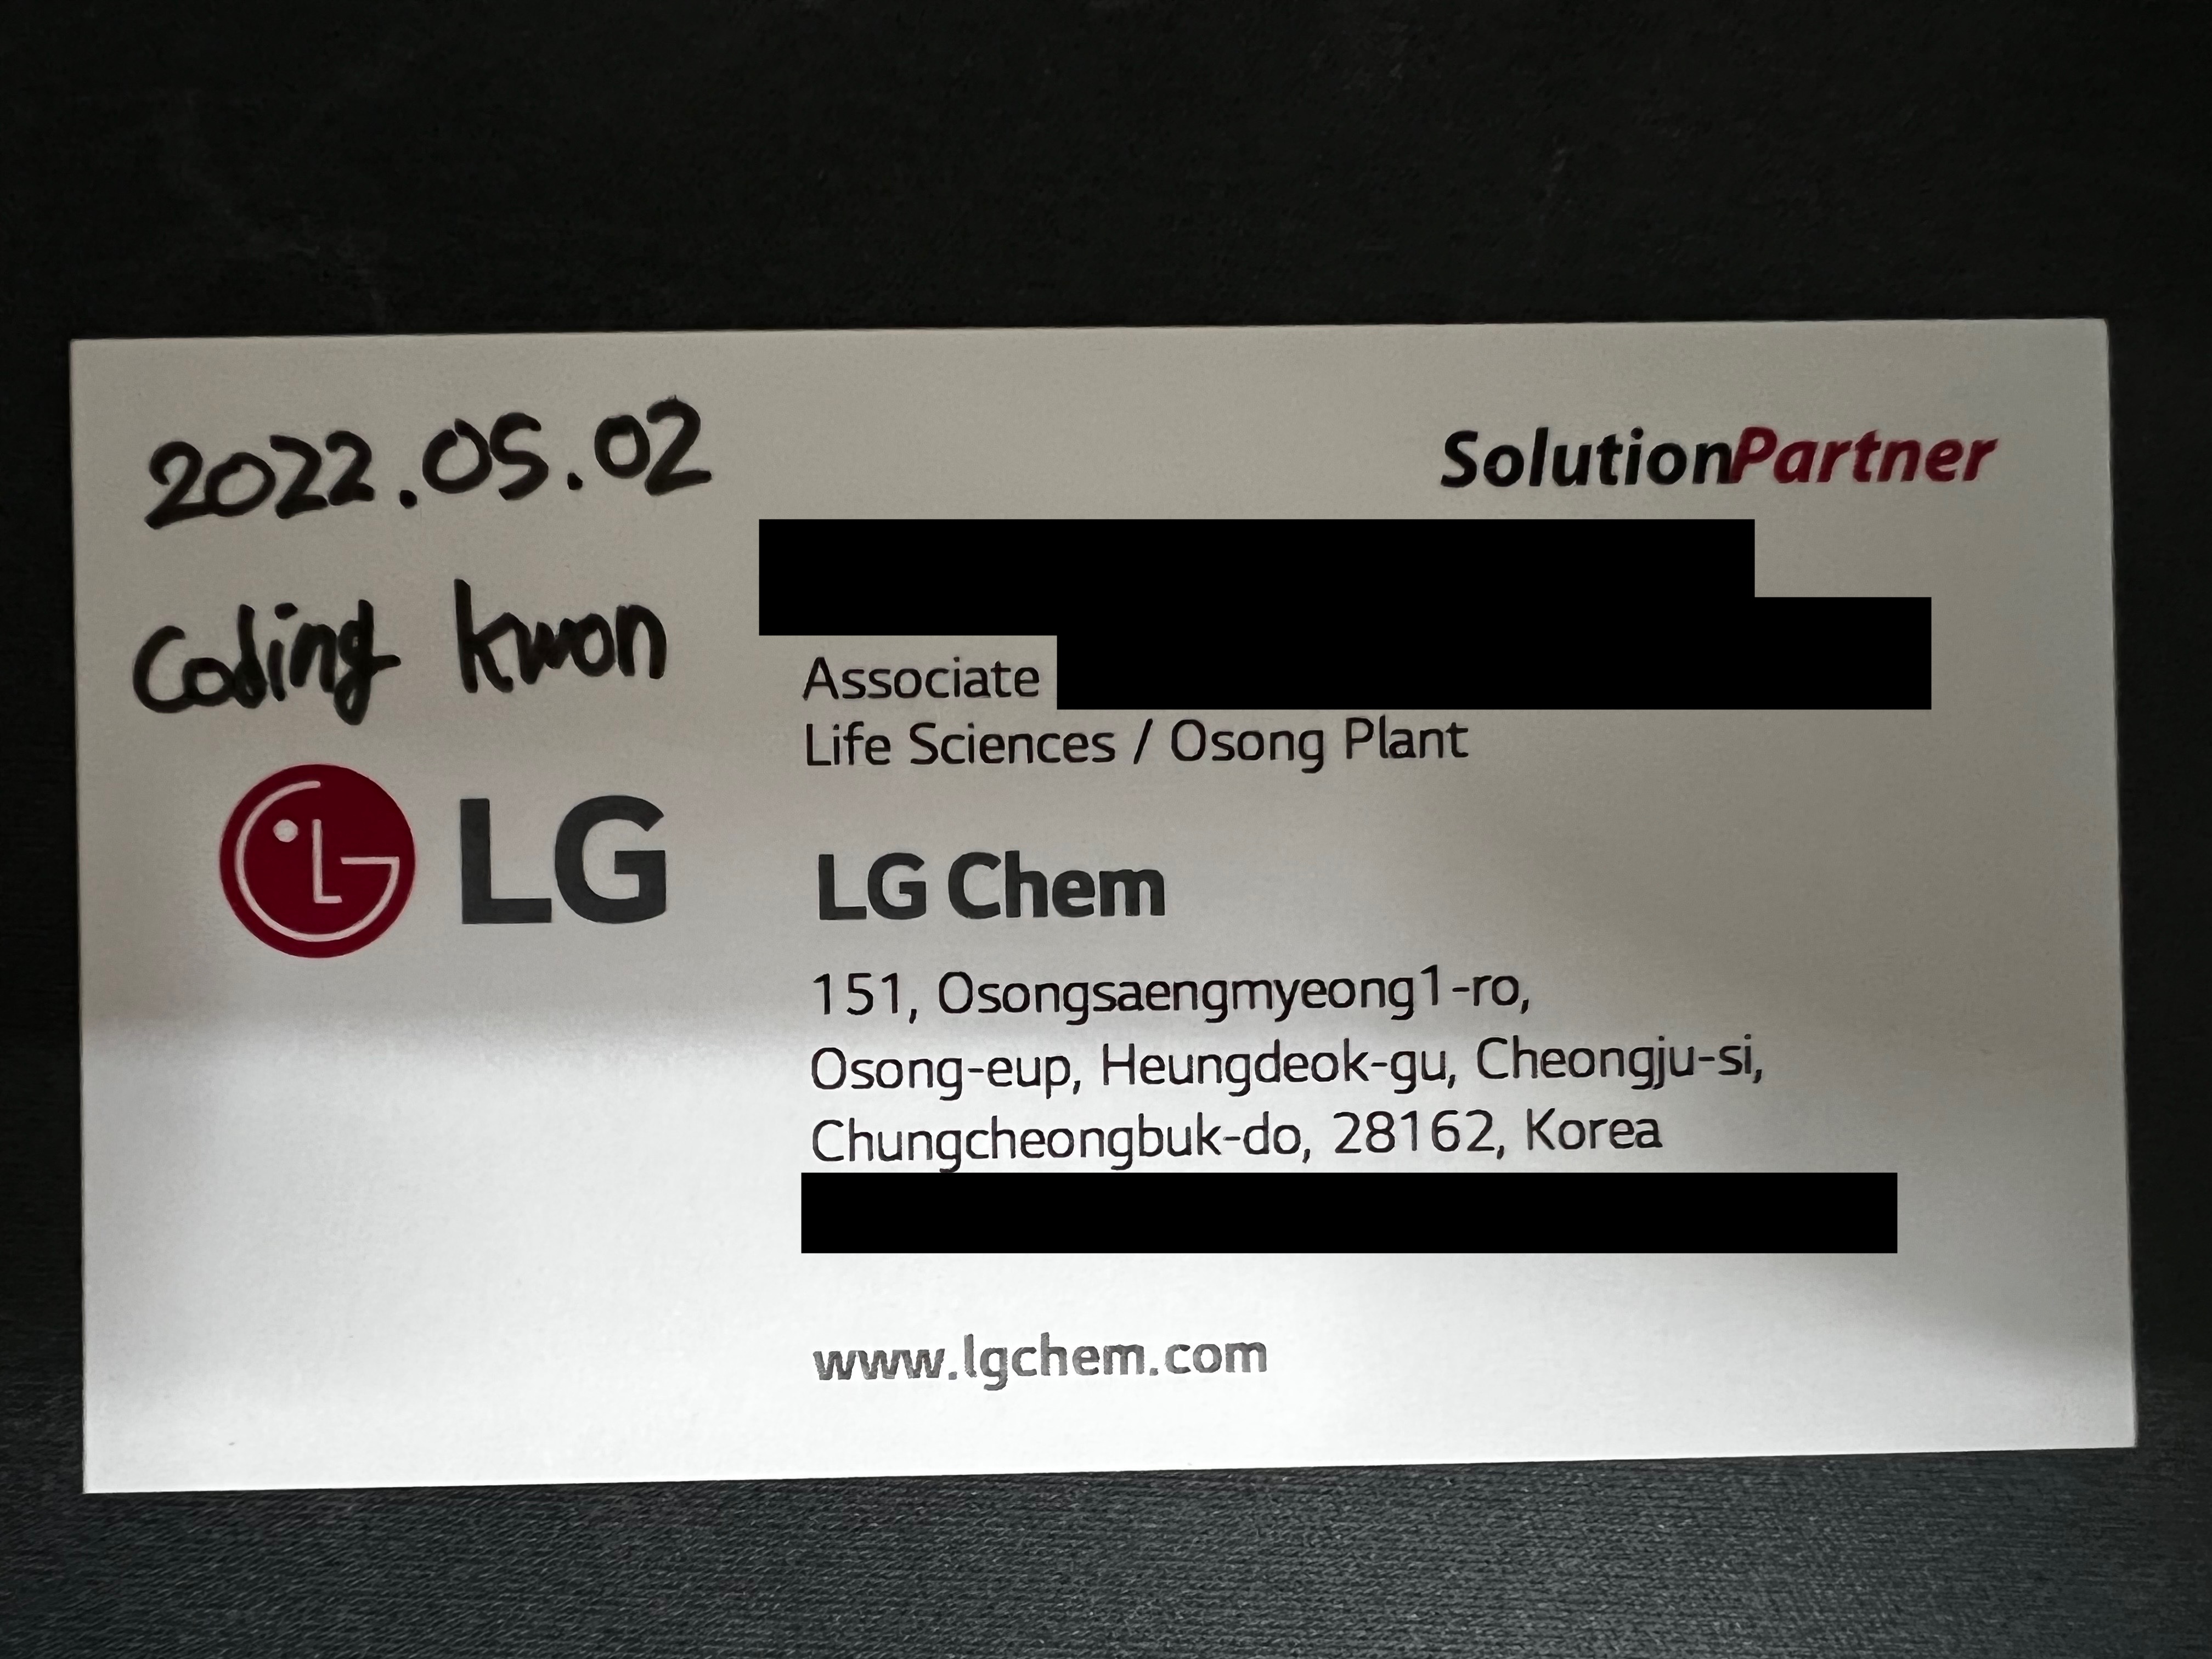 2022.05.02
Coding kwon
SolutionPartner
Associate
Life Sciences / Osong Plant
LG
LG Chem
151, Osongsaengmyeong1-ro,
Osong-eup, Heungdeok-gu, Cheongju-si,
Chungcheongbuk-do, 28162, Korea
www.lgchem.com